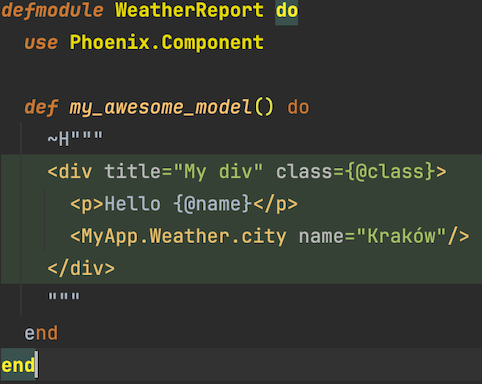 defmodule WeatherReport do
  use Phoenix.Component

  def my_awesome_model() do
    ~H"""
    <div title="My div" class={@class}>
      <p>Hello {@name}</p>
      <MyApp.Weather.city name="Kraków"/>
    </div>
    """
  end
end